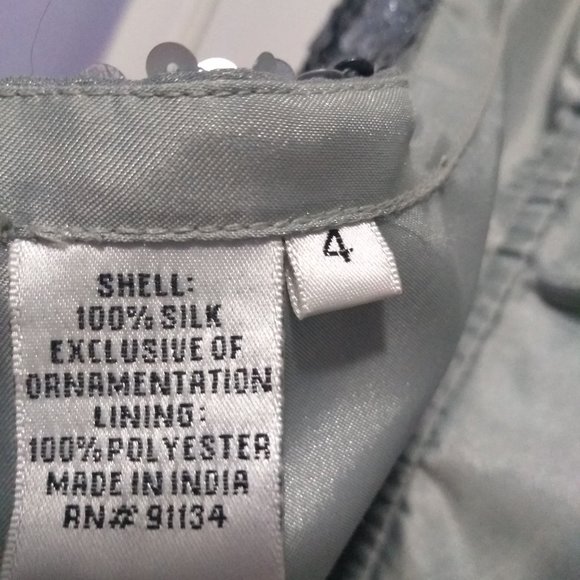 4
SHELL:
100% SILK
EXCLUSIVE OF
ORNAMENTATION
LINING:
100% POLYESTER
MADE IN INDIA
RN# 91134